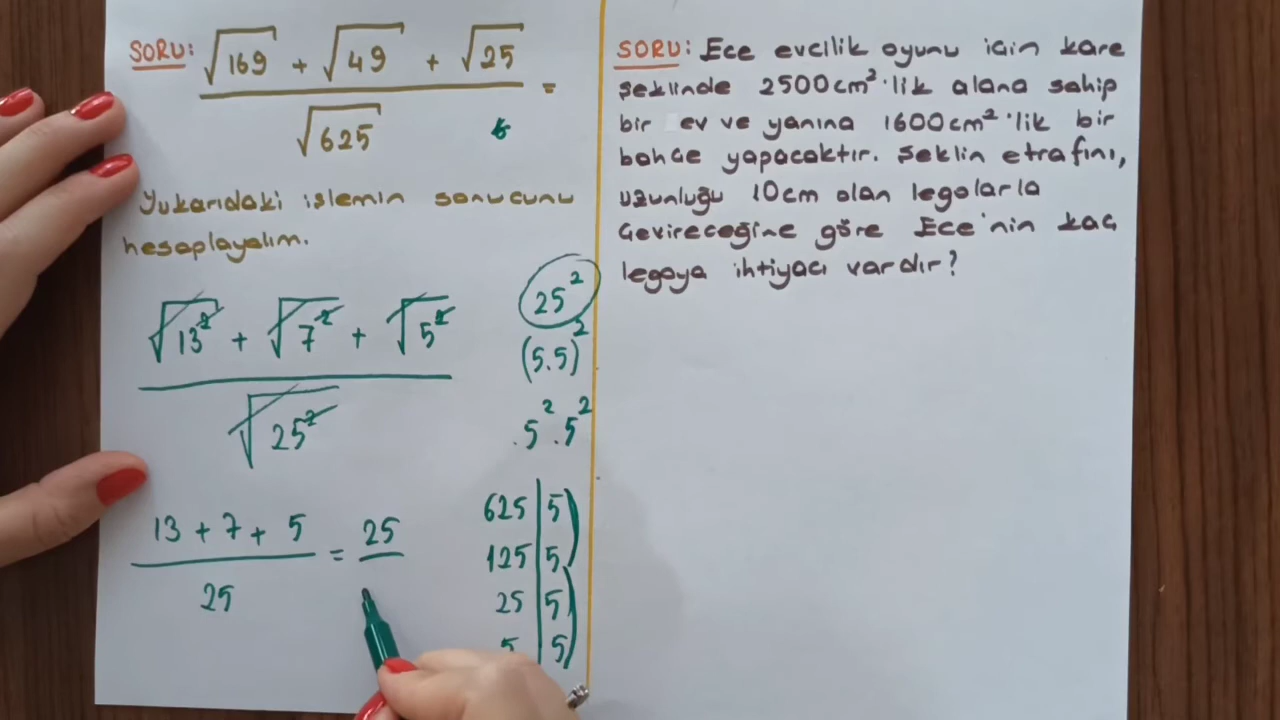 SORU: √169 + √49 + √25
=
√625
6
Yukarıdaki işlemin sonucunu
hesaplayalım.
√13² + √7² + √5²
√25²
13 + 7 + 5 = 25
25
25²
(5.5)²
.5².5²
625 | 5
125 | 5
25 | 5
5 | 5
SORU: Ece evcilik oyunu için kare
şeklinde 2500cm²'lik alana sahip
bir ev ve yanına 1600cm²'lik bir
bahçe yapacaktır. Şeklin etrafını,
uzunluğu 10cm olan legolarla
çevireceğine göre Ece'nin kaç
legoya ihtiyacı vardır?